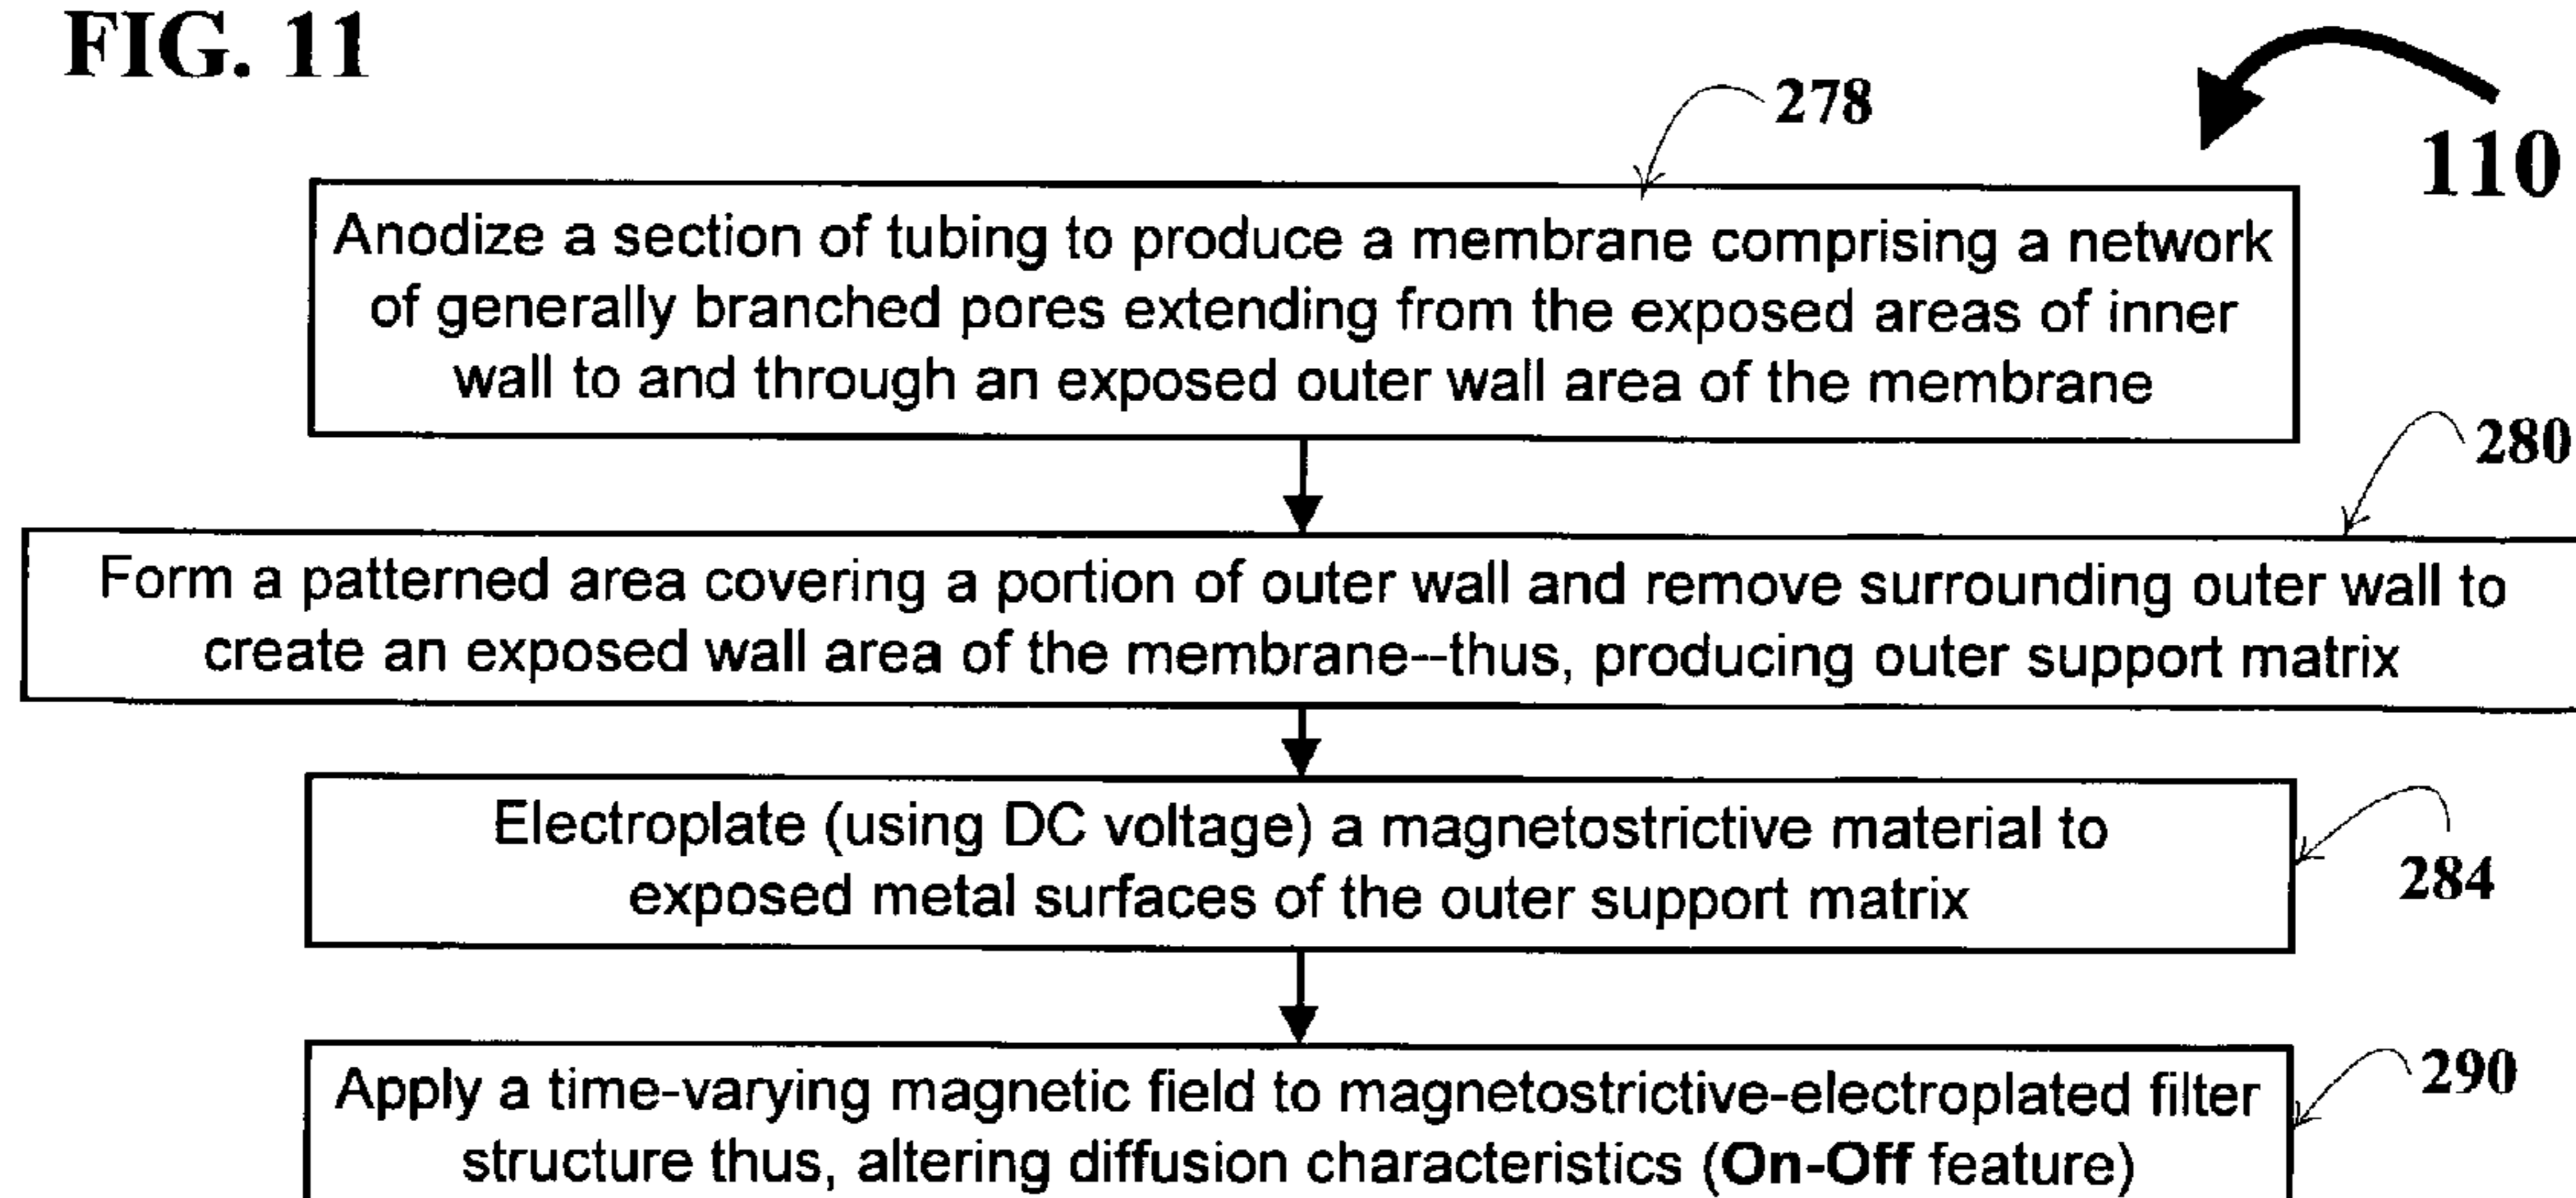 FIG. 11
110
278
Anodize a section of tubing to produce a membrane comprising a network
of generally branched pores extending from the exposed areas of inner
wall to and through an exposed outer wall area of the membrane
280
Form a patterned area covering a portion of outer wall and remove surrounding outer wall to
create an exposed wall area of the membrane--thus, producing outer support matrix
Electroplate (using DC voltage) a magnetostrictive material to
exposed metal surfaces of the outer support matrix
284
Apply a time-varying magnetic field to magnetostrictive-electroplated filter
structure thus, altering diffusion characteristics (On-Off feature)
290